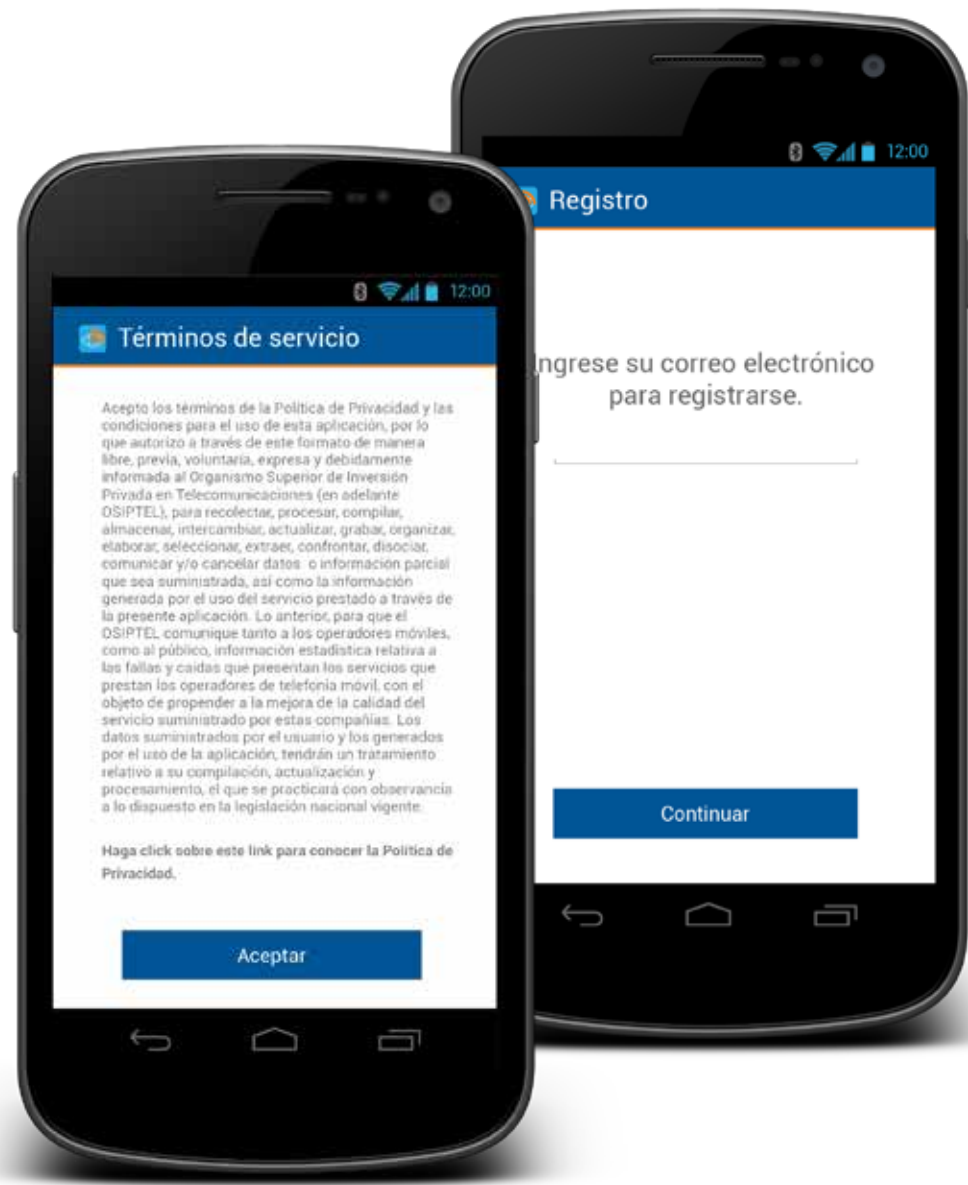 12:00
Términos de servicio
Acepto los términos de la Política de Privacidad y las
condiciones para el uso de esta aplicación, por lo
que autorizo a través de este formato de manera
libre, previa, voluntaria, expresa y debidamente
informada al Organismo Superior de Inversión
Privada en Telecomunicaciones (en adelante
OSIPTEL), para recolectar, procesar, compilar,
almacenar, intercambiar, actualizar, grabar, organizar,
elaborar, seleccionar, extraer, confrontar, disociar,
comunicar y/o cancelar datos o información parcial
que sea suministrada, así como la información
generada por el uso del servicio prestado a través de
la presente aplicación. Lo anterior, para que el
OSIPTEL comunique tanto a los operadores móviles,
como al público, información estadística relativa a
las fallas y caídas que presentan los servicios que
prestan los operadores de telefonía móvil, con el
objeto de propender a la mejora de la calidad del
servicio suministrado por estas compañías. Los
datos suministrados por el usuario y los generados
por el uso de la aplicación, tendrán un tratamiento
relativo a su compilación, actualización y
procesamiento, el que se practicará con observancia
a lo dispuesto en la legislación nacional vigente.
Haga click sobre este link para conocer la Política de
Privacidad.
Aceptar
12:00
Registro
Ingrese su correo electrónico
para registrarse.
Continuar